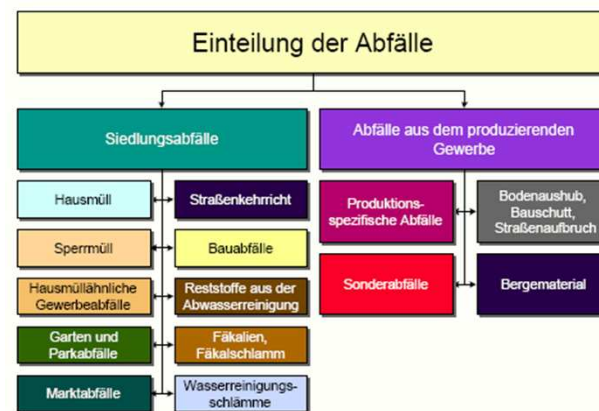 Einteilung der Abfälle
Siedlungsabfälle
Abfälle aus dem produzierenden
Gewerbe
Hausmüll
Straßenkehrricht
Sperrmüll
Bauabfälle
Hausmüllähnliche
Gewerbeabfälle
Reststoffe aus der
Abwasserreinigung
Garten und
Parkabfälle
Fäkalien,
Fäkalschlamm
Marktabfälle
Wasserreinigungs-
schlämme
Produktions-
spezifische Abfälle
Bodenaushub,
Bauschutt,
Straßenaufbruch
Sonderabfälle
Bergematerial